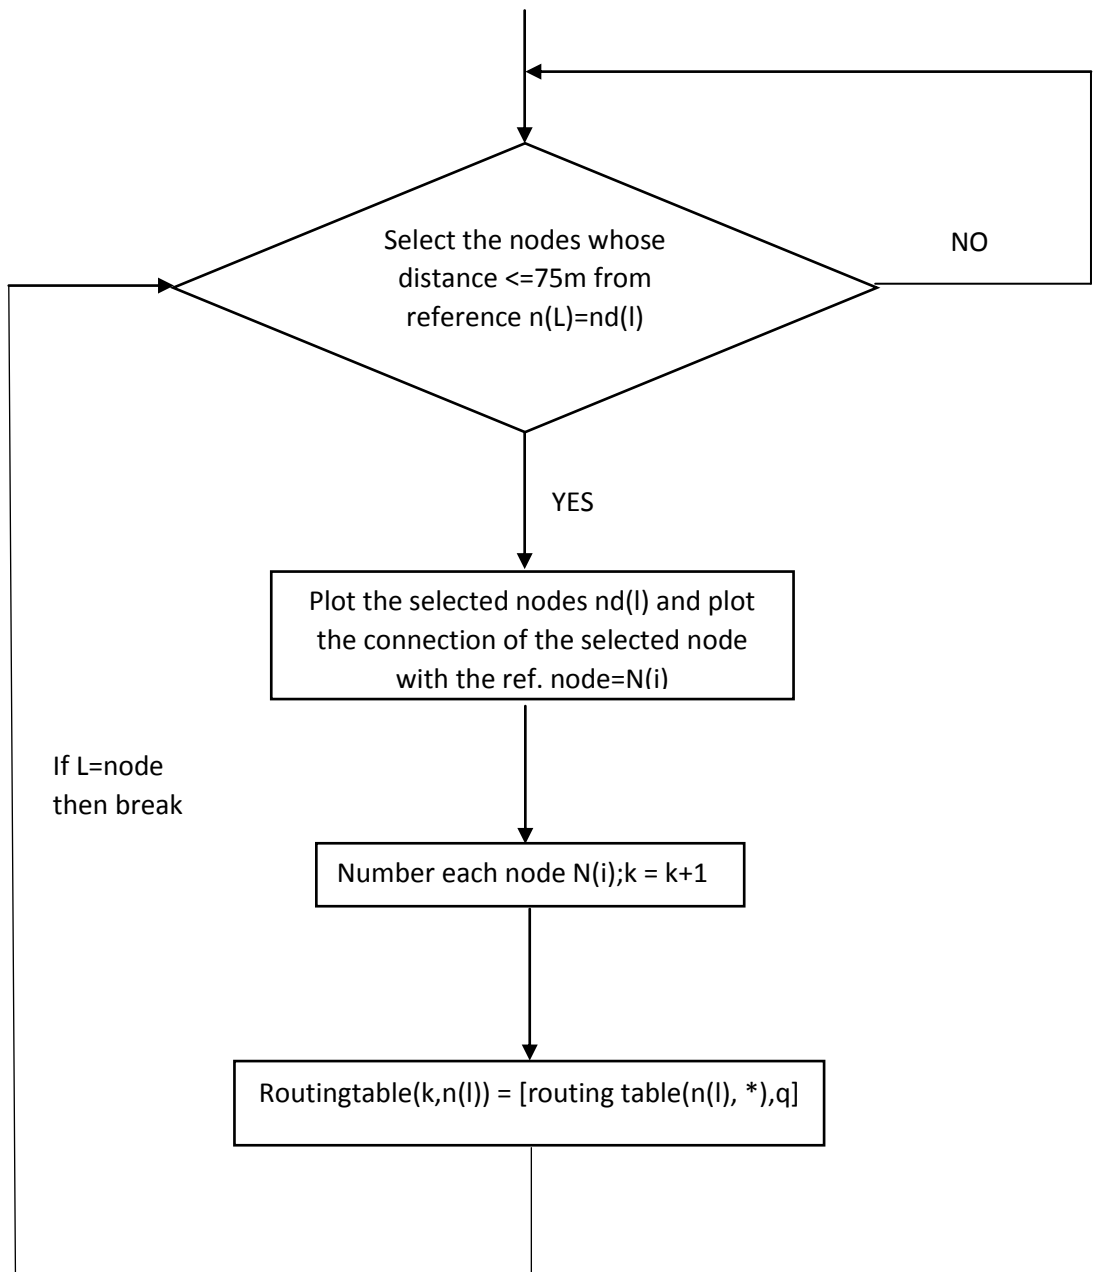 Select the nodes whose
distance <=75m from
reference n(L)=nd(l)
NO
YES
Plot the selected nodes nd(l) and plot
the connection of the selected node
with the ref. node=N(i)
If L=node
then break
Number each node N(i);k = k+1
Routingtable(k,n(l)) = [routing table(n(l), *),q]